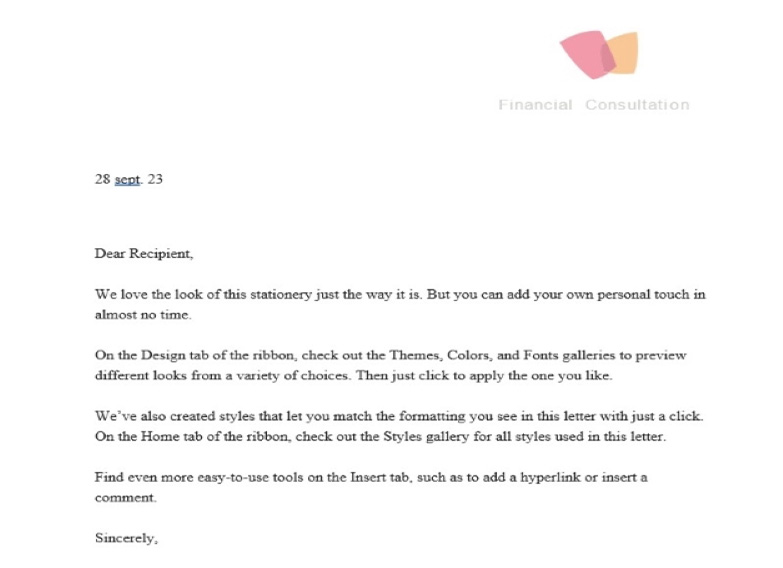 Financial Consultation
28 sept. 23
Dear Recipient,
We love the look of this stationery just the way it is. But you can add your own personal touch in
almost no time.
On the Design tab of the ribbon, check out the Themes, Colors, and Fonts galleries to preview
different looks from a variety of choices. Then just click to apply the one you like.
We've also created styles that let you match the formatting you see in this letter with just a click.
On the Home tab of the ribbon, check out the Styles gallery for all styles used in this letter.
Find even more easy-to-use tools on the Insert tab, such as to add a hyperlink or insert a
comment.
Sincerely,